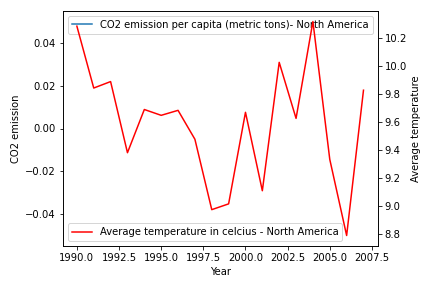 CO2 emission per capita (metric tons)- North America
0.04
0.02
0.00
−0.02
−0.04
CO2 emission
10.2
10.0
9.8
9.6
9.4
9.2
9.0
8.8
Average temperature
Average temperature in celcius - North America
1990.0 1992.5 1995.0 1997.5 2000.0 2002.5 2005.0 2007.5
Year